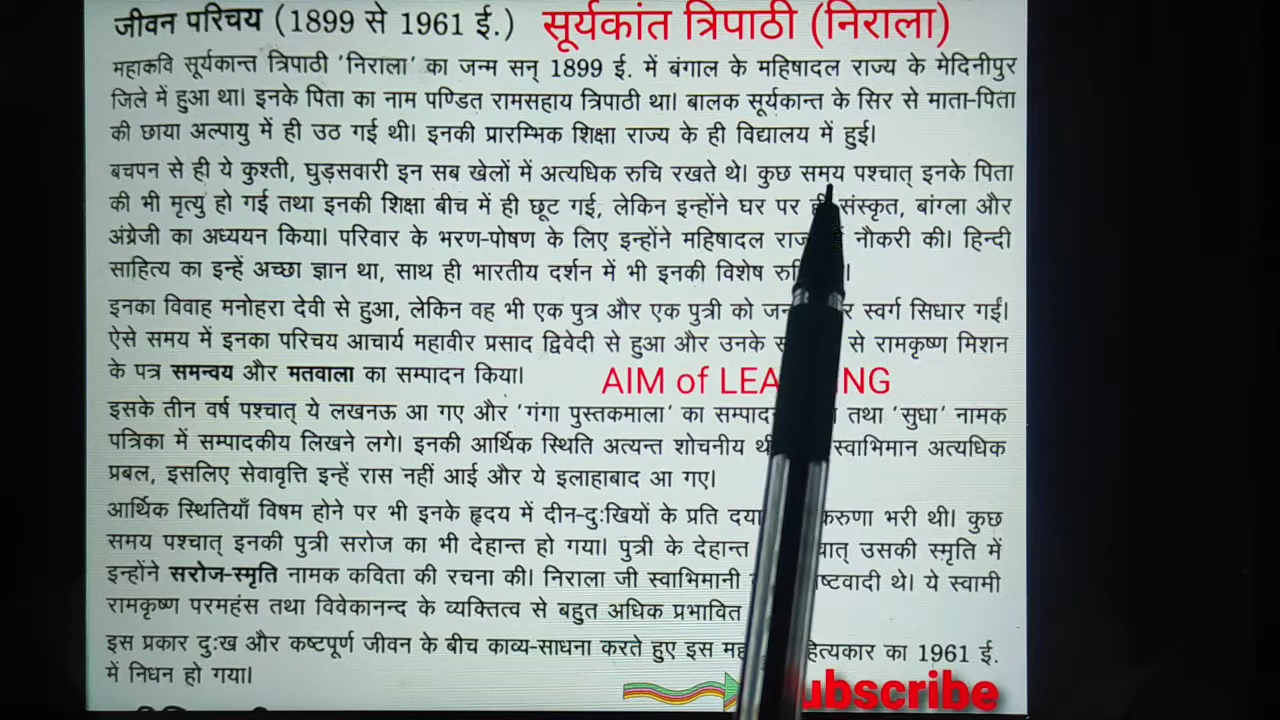 जीवन परिचय (1899 से 1961 ई.) सूर्यकांत त्रिपाठी (निराला)
महाकवि सूर्यकान्त त्रिपाठी 'निराला' का जन्म सन् 1899 ई. में बंगाल के महिषादल राज्य के मेदिनीपुर
जिले में हुआ था। इनके पिता का नाम पण्डित रामसहाय त्रिपाठी था। बालक सूर्यकान्त के सिर से माता-पिता
की छाया अल्पायु में ही उठ गई थी। इनकी प्रारम्भिक शिक्षा राज्य के ही विद्यालय में हुई।
बचपन से ही ये कुश्ती, घुड़सवारी इन सब खेलों में अत्यधिक रुचि रखते थे। कुछ समय पश्चात् इनके पिता
की भी मृत्यु हो गई तथा इनकी शिक्षा बीच में ही छूट गई, लेकिन इन्होंने घर पर ही संस्कृत, बांग्ला और
अंग्रेजी का अध्ययन किया। परिवार के भरण-पोषण के लिए इन्होंने महिषादल नौकरी की। हिन्दी
साहित्य का इन्हें अच्छा ज्ञान था, साथ ही भारतीय दर्शन में भी इनकी विशेष
इनका विवाह मनोहरा देवी से हुआ, लेकिन वह भी एक पुत्र और एक पुत्री को स्वर्ग सिधार गईं।
ऐसे समय में इनका परिचय आचार्य महावीर प्रसाद द्विवेदी से हुआ और उनके से रामकृष्ण मिशन
के पत्र समन्वय और मतवाला का सम्पादन किया।
AIM of
इसके तीन वर्ष पश्चात् ये लखनऊ आ गए और 'गंगा पुस्तकमाला' का तथा 'सुधा' नामक
पत्रिका में सम्पादकीय लिखने लगे। इनकी आर्थिक स्थिति अत्यन्त शोचनीय स्वाभिमान अत्यधिक
प्रबल, इसलिए सेवावृत्ति इन्हें रास नहीं आई और ये इलाहाबाद आ गए।
आर्थिक स्थितियाँ विषम होने पर भी इनके हृदय में दीन-दुःखियों के प्रति दया करुणा भरी थी। कुछ
समय पश्चात् इनकी पुत्री सरोज का भी देहान्त हो गया। पुत्री के देहान्त उसकी स्मृति में
इन्होंने सरोज-स्मृति नामक कविता की रचना की। निराला जी स्वाभिमानी थे। ये स्वामी
रामकृष्ण परमहंस तथा विवेकानन्द के व्यक्तित्व से बहुत अधिक प्रभावित
इस प्रकार दुःख और कष्टपूर्ण जीवन के बीच काव्य-साधना करते हुए इस का 1961 ई.
में निधन हो गया।